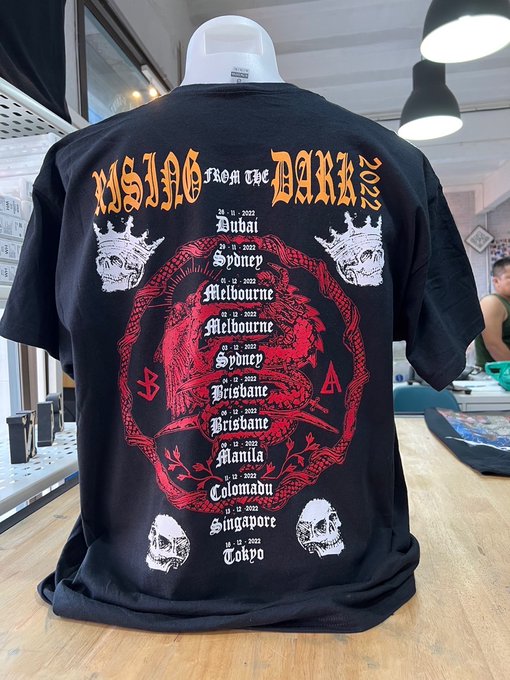 RISING FROM THE DARK 2022
26 - 11 - 2022
Dubai
29 - 11 - 2022
Sydney
01 - 12 - 2022
Melbourne
02 - 12 - 2022
Melbourne
03 - 12 - 2022
Sydney
04 - 12 - 2022
Brisbane
06 - 12 - 2022
Brisbane
09 - 12 - 2022
Manila
11 - 12 - 2022
Colomadu
13 - 12 - 2022
Singapore
18 - 12 - 2022
Tokyo